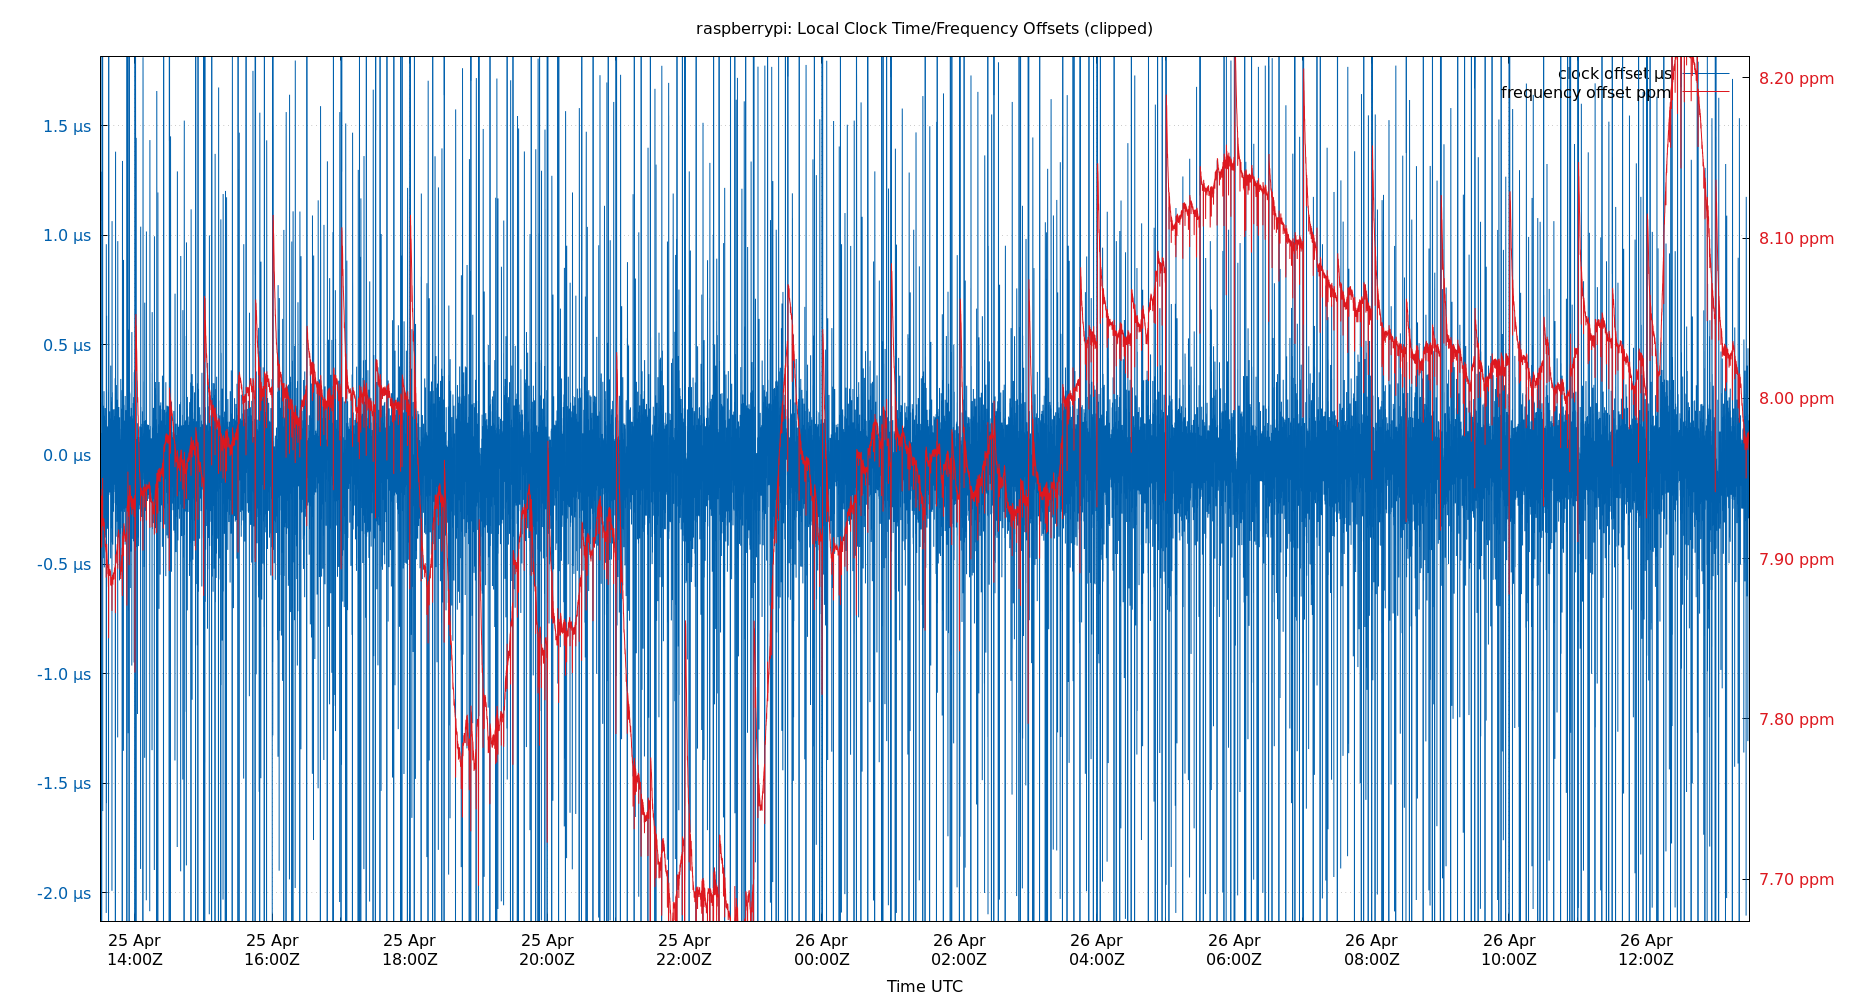 raspberrypi: Local Clock Time/Frequency Offsets (clipped)
clock offset µs
frequency offset ppm
1.5 µs
1.0 µs
0.5 µs
0.0 µs
-0.5 µs
-1.0 µs
-1.5 µs
-2.0 µs
8.20 ppm
8.10 ppm
8.00 ppm
7.90 ppm
7.80 ppm
7.70 ppm
25 Apr
14:00Z
25 Apr
16:00Z
25 Apr
18:00Z
25 Apr
20:00Z
25 Apr
22:00Z
26 Apr
00:00Z
26 Apr
02:00Z
26 Apr
04:00Z
26 Apr
06:00Z
26 Apr
08:00Z
26 Apr
10:00Z
26 Apr
12:00Z
Time UTC